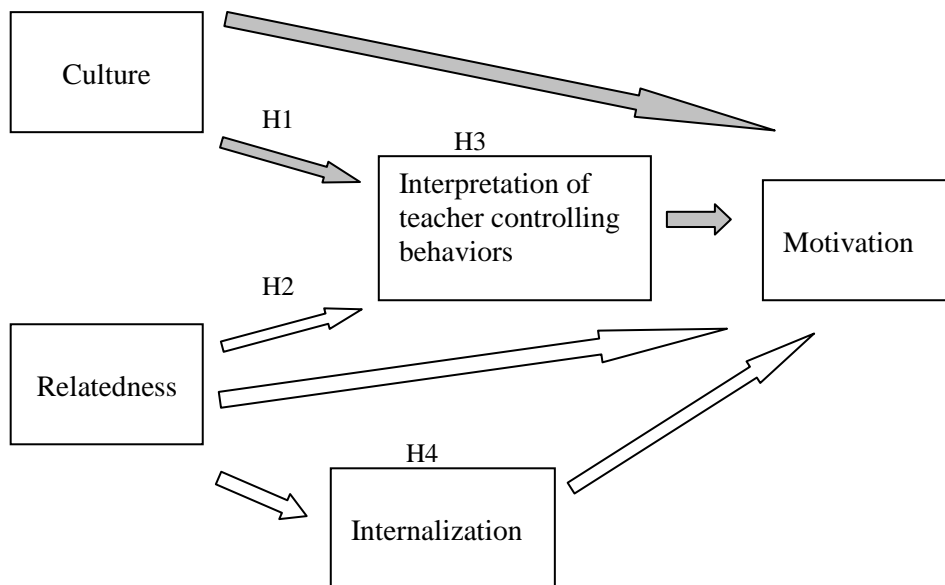 Culture
H1
H3
Interpretation of
teacher controlling
behaviors
Motivation
H2
Relatedness
H4
Internalization